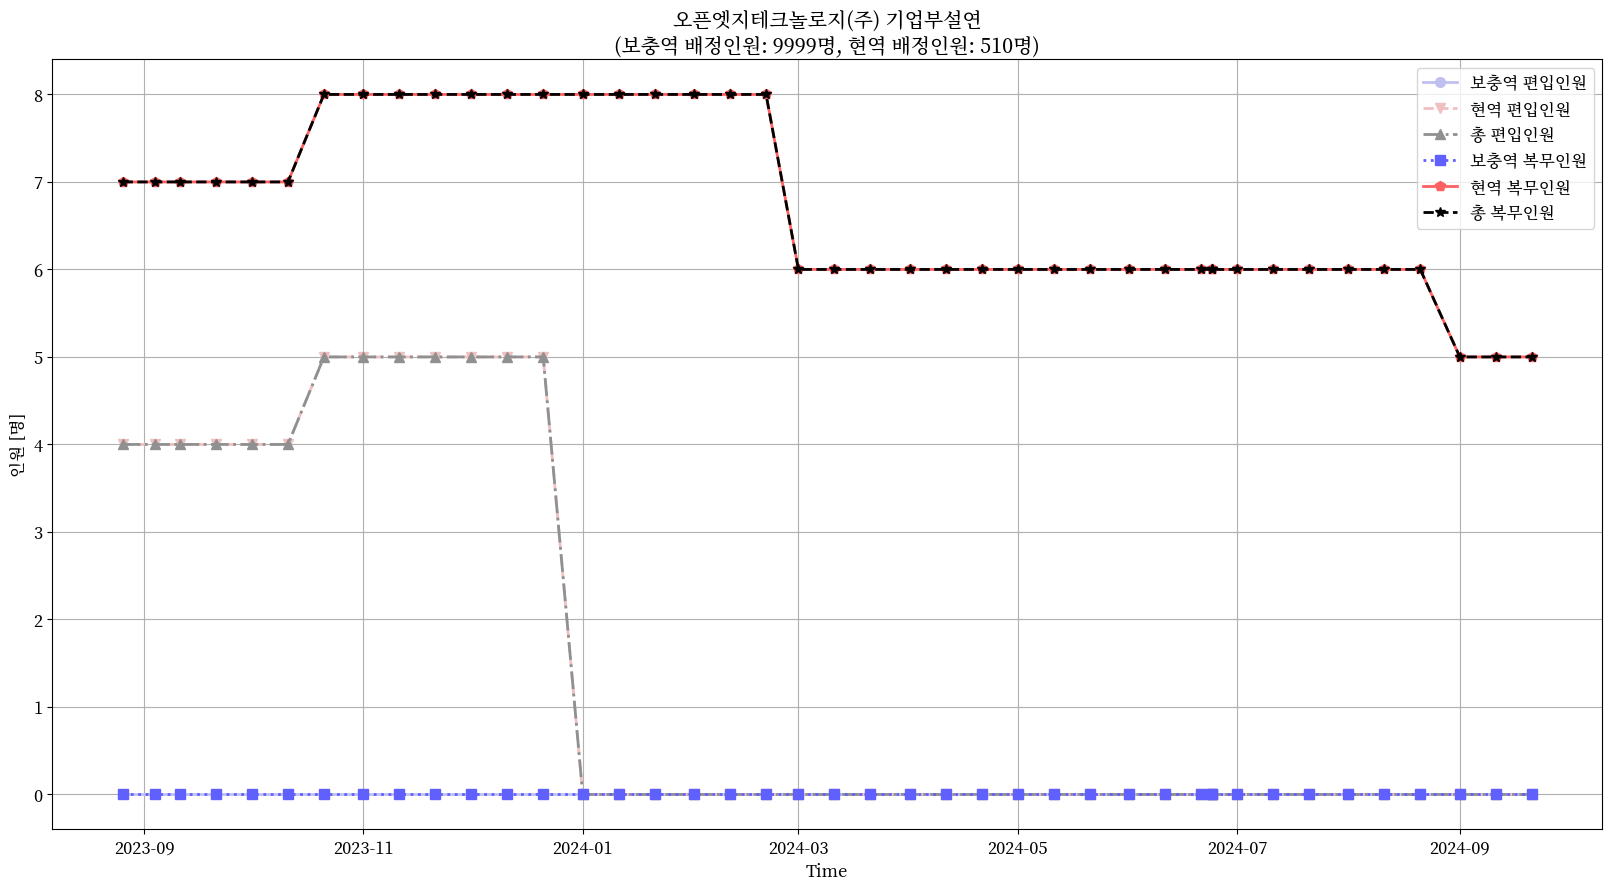 오픈엣지테크놀로지(주) 기업부설연
(보충역 배정인원: 9999명, 현역 배정인원: 510명)
보충역 편입인원
현역 편입인원
총 편입인원
보충역 복무인원
현역 복무인원
총 복무인원
인원 [명]
8
7
6
5
4
3
2
1
0
2023-09
2023-11
2024-01
2024-03
2024-05
2024-07
2024-09
Time